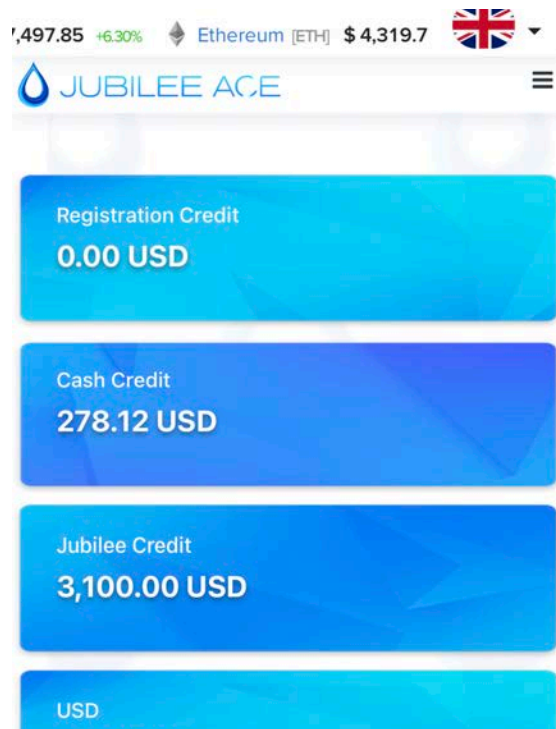 ,497.85 +6.30% Ethereum [ETH] $ 4,319.7
JUBILEE ACE
Registration Credit
0.00 USD
Cash Credit
278.12 USD
Jubilee Credit
3,100.00 USD
USD